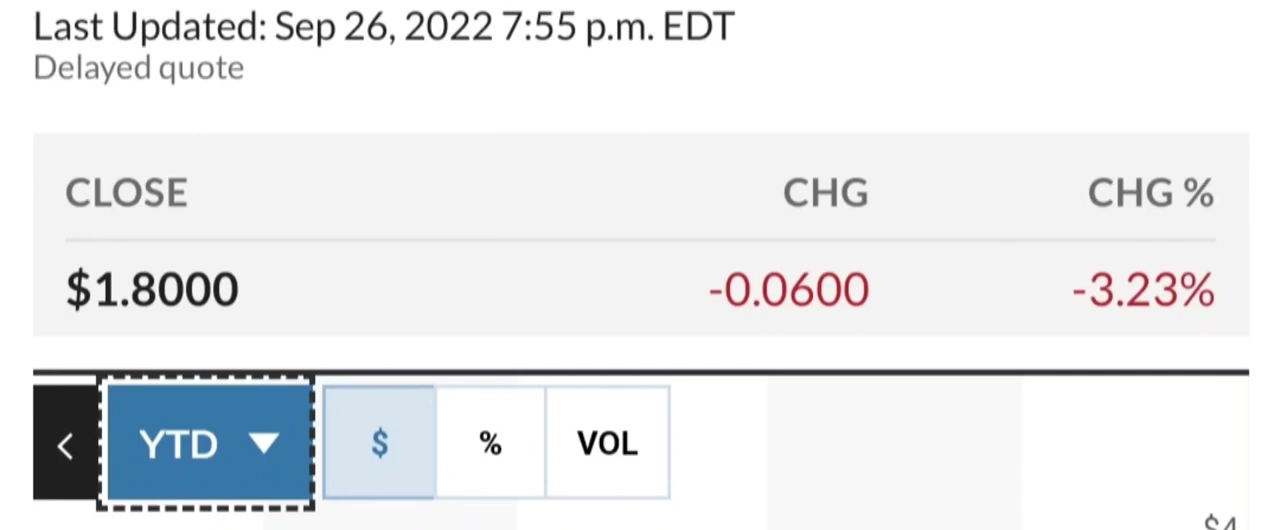 Last Updated: Sep 26, 2022 7:55 p.m. EDT
Delayed quote
CLOSE CHG CHG %
$1.8000 -0.0600 -3.23%
YTD $ % VOL